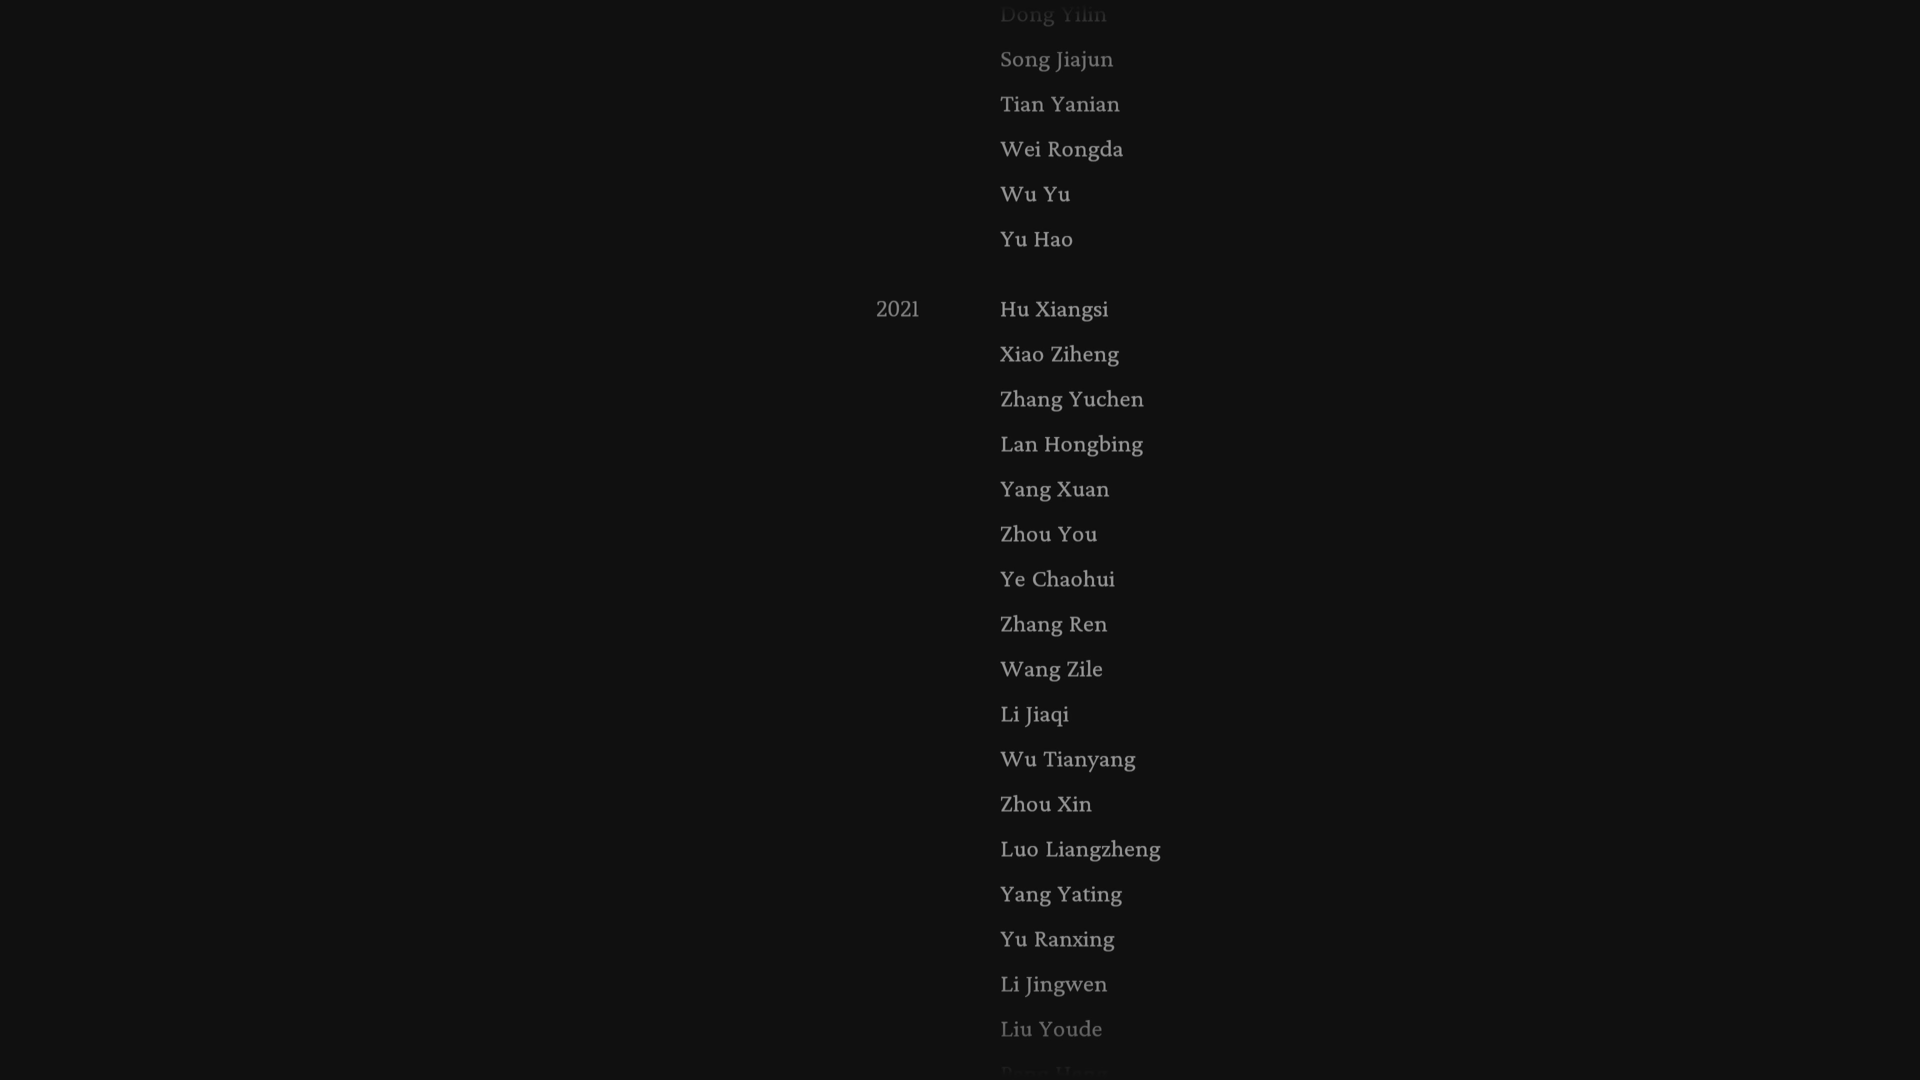 Dong Yilin
Song Jiajun
Tian Yanian
Wei Rongda
Wu Yu
Yu Hao
2021 Hu Xiangsi
Xiao Ziheng
Zhang Yuchen
Lan Hongbing
Yang Xuan
Zhou You
Ye Chaohui
Zhang Ren
Wang Zile
Li Jiaqi
Wu Tianyang
Zhou Xin
Luo Liangzheng
Yang Yating
Yu Ranxing
Li Jingwen
Liu Youde